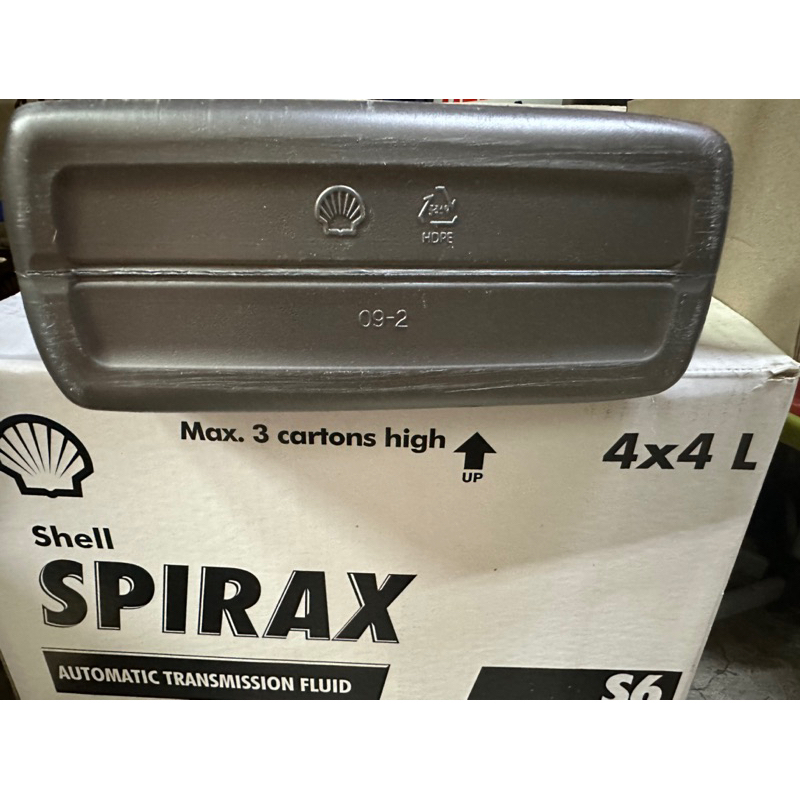 HDPE
09-2
Max. 3 cartons high
UP
4x4 L
Shell
SPIRAX
AUTOMATIC TRANSMISSION FLUID
S6